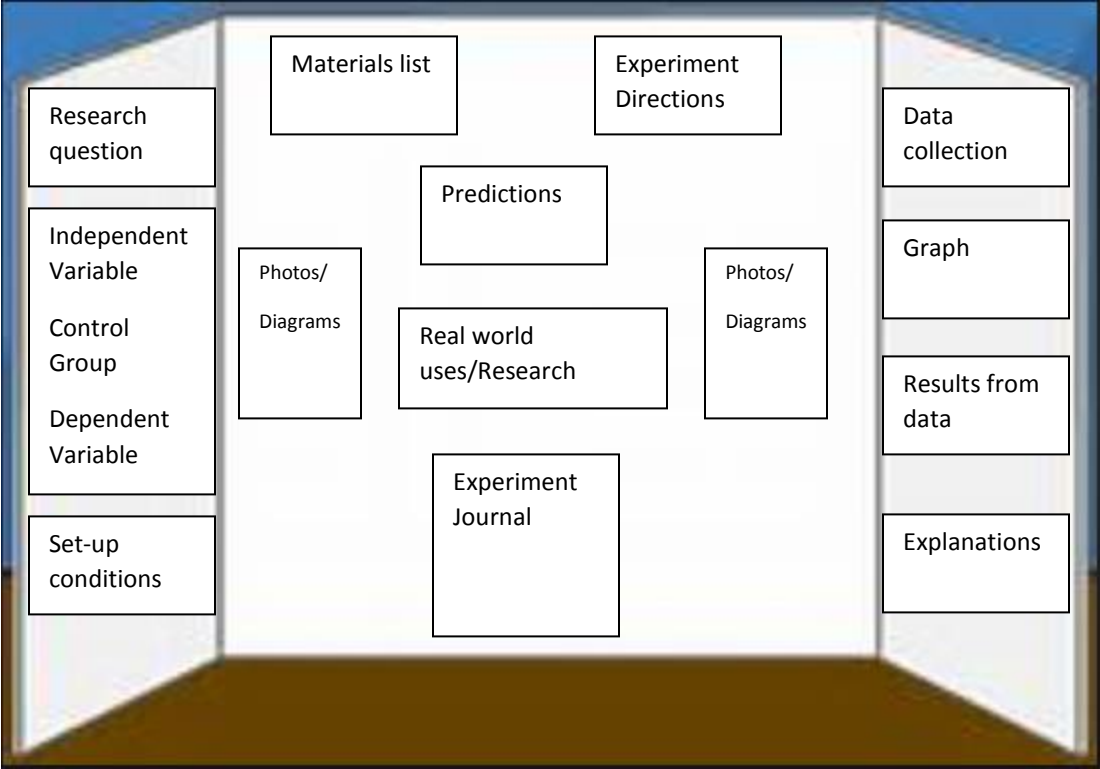 Research
question
Independent
Variable
Control
Group
Dependent
Variable
Set-up
conditions
Materials list
Experiment
Directions
Predictions
Photos/
Diagrams
Real world
uses/Research
Photos/
Diagrams
Experiment
Journal
Data
collection
Graph
Results from
data
Explanations